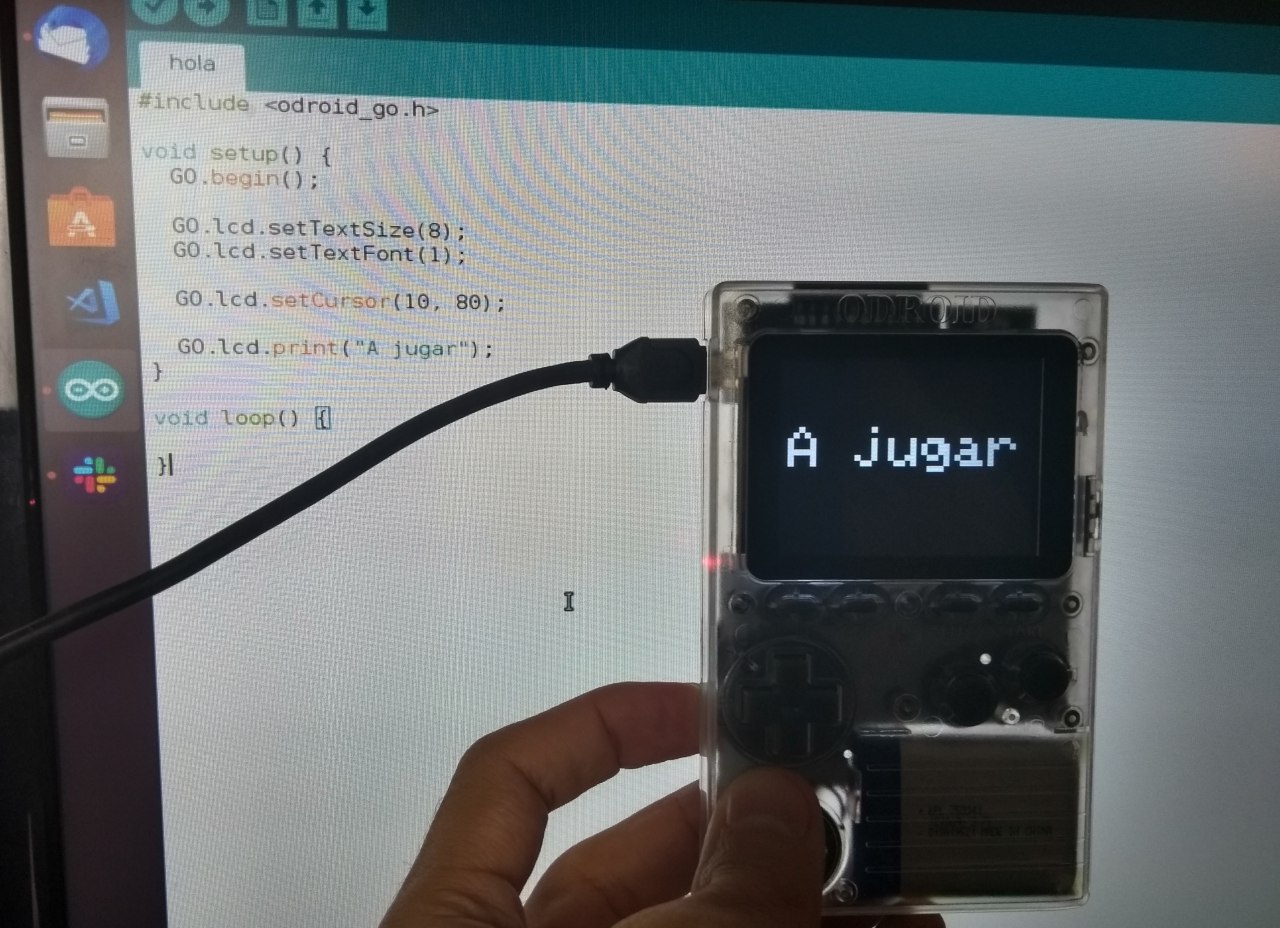 hola
#include <odroid_go.h>
void setup() {
GO.begin();
GO.lcd.setTextSize(8);
GO.lcd.setTextFont(1);
GO.lcd.setCursor(10, 80);
GO.lcd.print("A jugar");
}
void loop() {
}
ODROID
A jugar